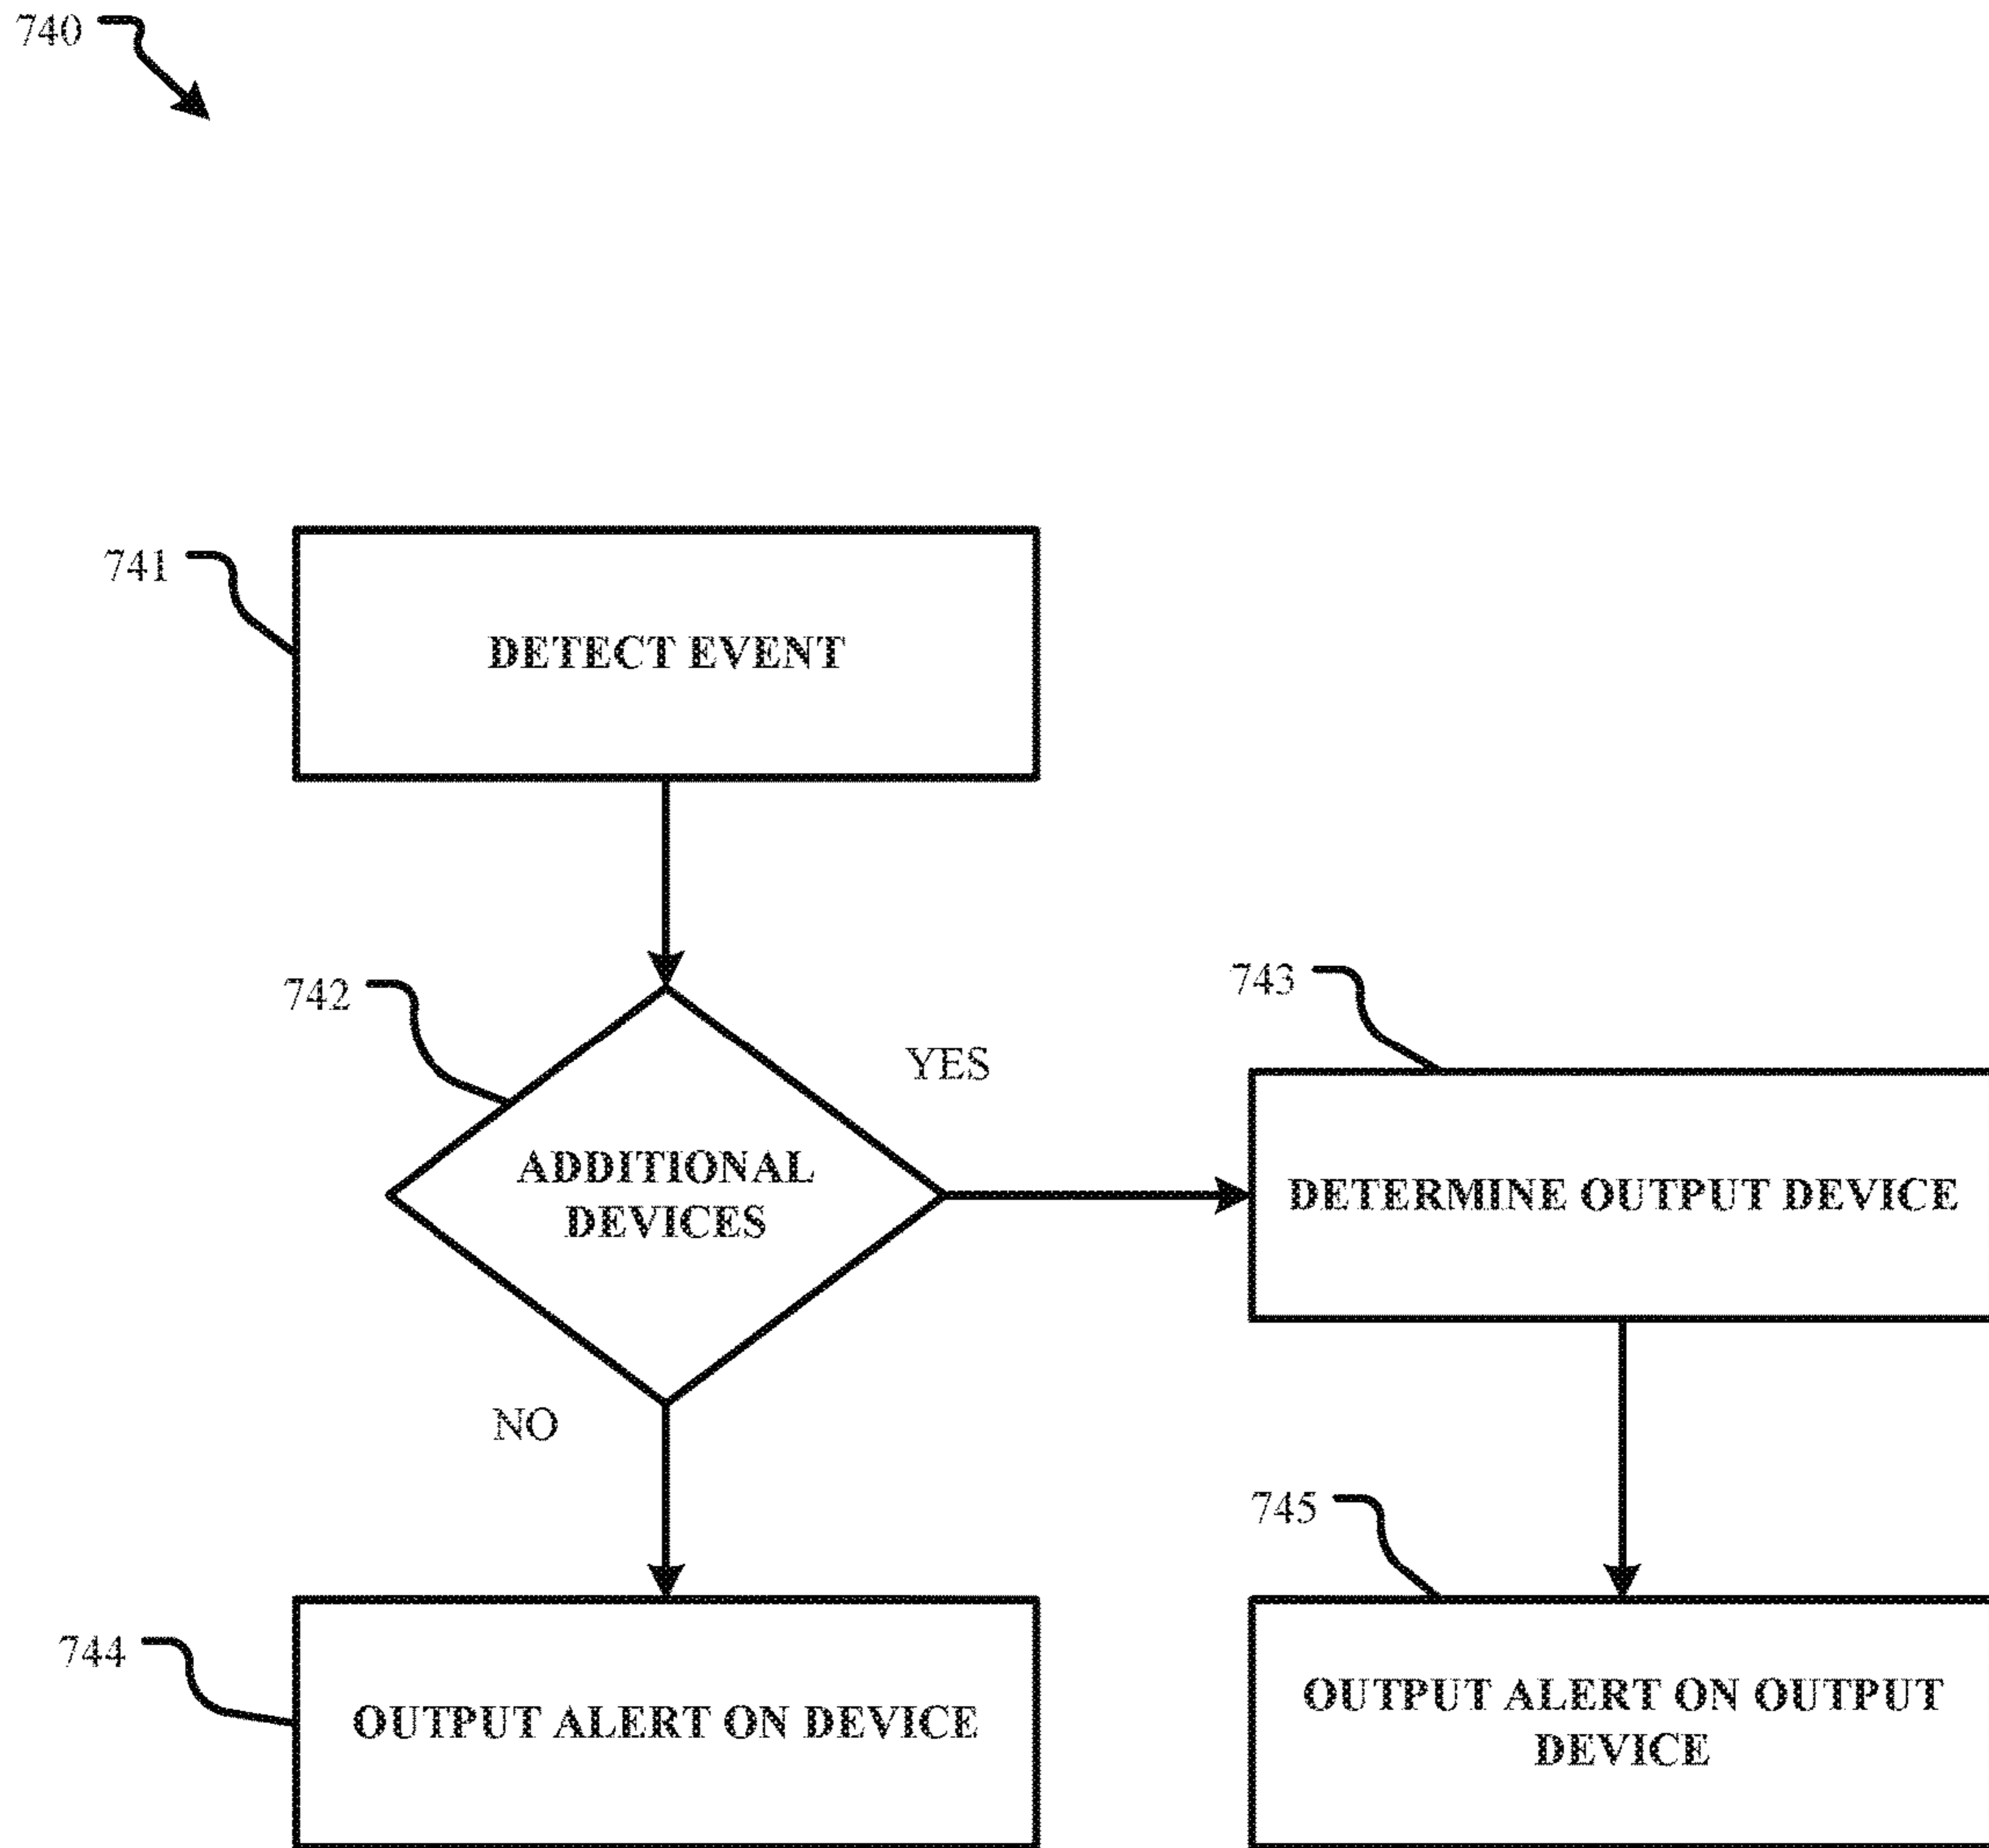 740
741
DETECT EVENT
742
YES
743
ADDITIONAL
DEVICES
DETERMINE OUTPUT DEVICE
NO
744
OUTPUT ALERT ON DEVICE
745
OUTPUT ALERT ON OUTPUT
DEVICE